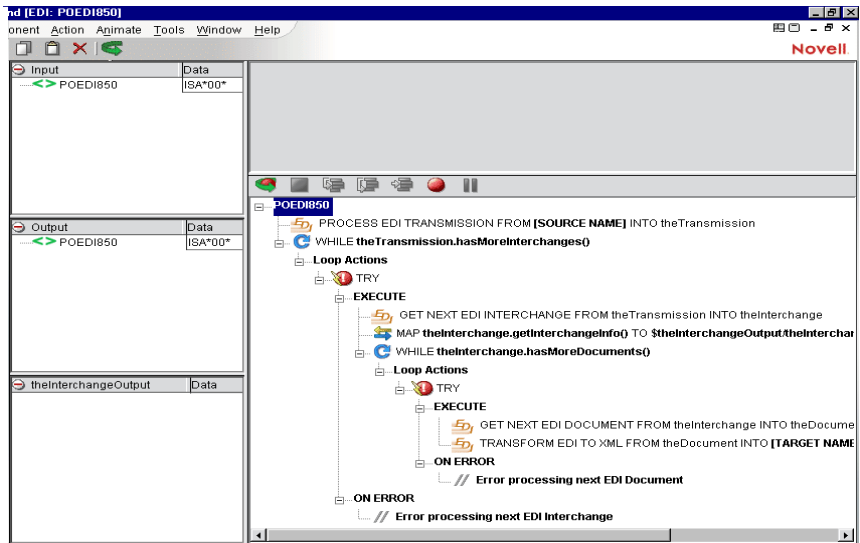 nd [EDI: POEDI850]
onent Action Animate Tools Window Help
Novell.
Input Data
POEDI850 ISA*00*
Output Data
POEDI850 ISA*00*
theInterchangeOutput Data
POEDI850
EDI PROCESS EDI TRANSMISSION FROM [SOURCE NAME] INTO theTransmission
WHILE theTransmission.hasMoreInterchanges()
Loop Actions
TRY
EXECUTE
EDI GET NEXT EDI INTERCHANGE FROM theTransmission INTO theInterchange
MAP theInterchange.getInterchangeInfo() TO $theInterchangeOutput/theInterchar
WHILE theInterchange.hasMoreDocuments()
Loop Actions
TRY
EXECUTE
EDI GET NEXT EDI DOCUMENT FROM theInterchange INTO theDocume
EDI TRANSFORM EDI TO XML FROM theDocument INTO [TARGET NAME
ON ERROR
// Error processing next EDI Document
ON ERROR
// Error processing next EDI Interchange